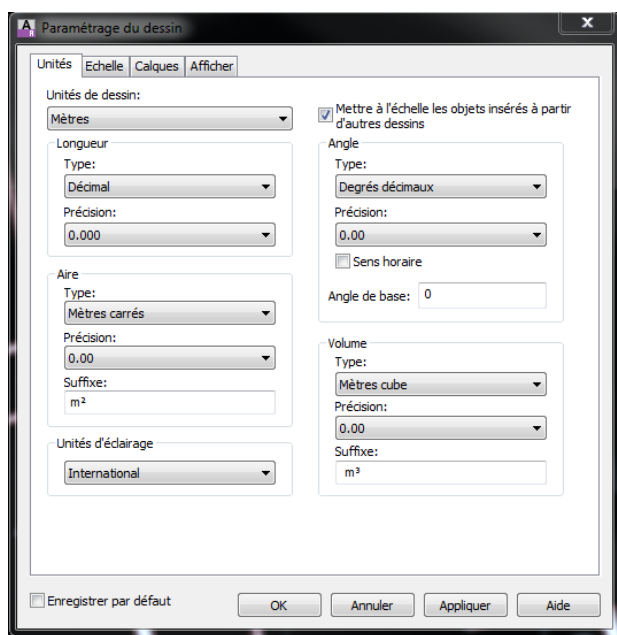 Paramétrage du dessin
x
Unités Echelle Calques Afficher
Unités de dessin:
Mètres
Mettre à l'échelle les objets insérés à partir
d'autres dessins
Longueur
Type:
Décimal
Précision:
0.000
Angle
Type:
Degrés décimaux
Précision:
0.00
Sens horaire
Angle de base: 0
Aire
Type:
Mètres carrés
Précision:
0.00
Suffixe:
m²
Volume
Type:
Mètres cube
Précision:
0.00
Suffixe:
m³
Unités d'éclairage
International
Enregistrer par défaut
OK Annuler Appliquer Aide